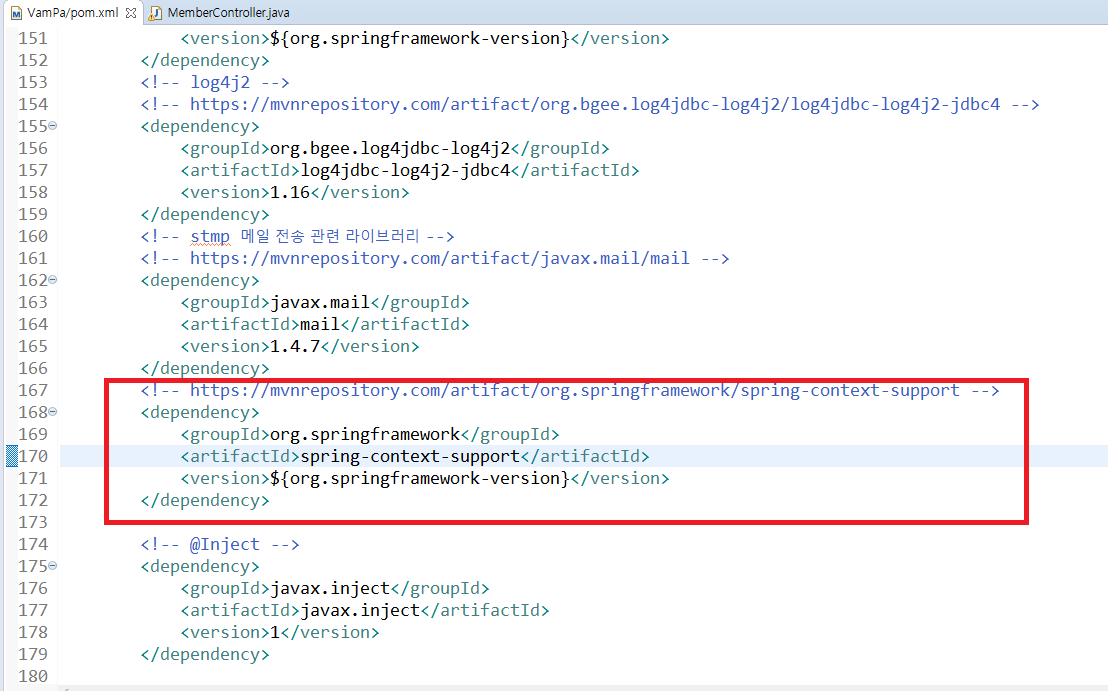 VamPa/pom.xml MemberController.java
151 <version>${org.springframework-version}</version>
152 </dependency>
153 <!-- log4j2 -->
154 <!-- https://mvnrepository.com/artifact/org.bgee.log4jdbc-log4j2/log4jdbc-log4j2-jdbc4 -->
155 <dependency>
156 <groupId>org.bgee.log4jdbc-log4j2</groupId>
157 <artifactId>log4jdbc-log4j2-jdbc4</artifactId>
158 <version>1.16</version>
159 </dependency>
160 <!-- stmp 메일 전송 관련 라이브러리 -->
161 <!-- https://mvnrepository.com/artifact/javax.mail/mail -->
162 <dependency>
163 <groupId>javax.mail</groupId>
164 <artifactId>mail</artifactId>
165 <version>1.4.7</version>
166 </dependency>
167 <!-- https://mvnrepository.com/artifact/org.springframework/spring-context-support -->
168 <dependency>
169 <groupId>org.springframework</groupId>
170 <artifactId>spring-context-support</artifactId>
171 <version>${org.springframework-version}</version>
172 </dependency>
173
174 <!-- @Inject -->
175 <dependency>
176 <groupId>javax.inject</groupId>
177 <artifactId>javax.inject</artifactId>
178 <version>1</version>
179 </dependency>
180